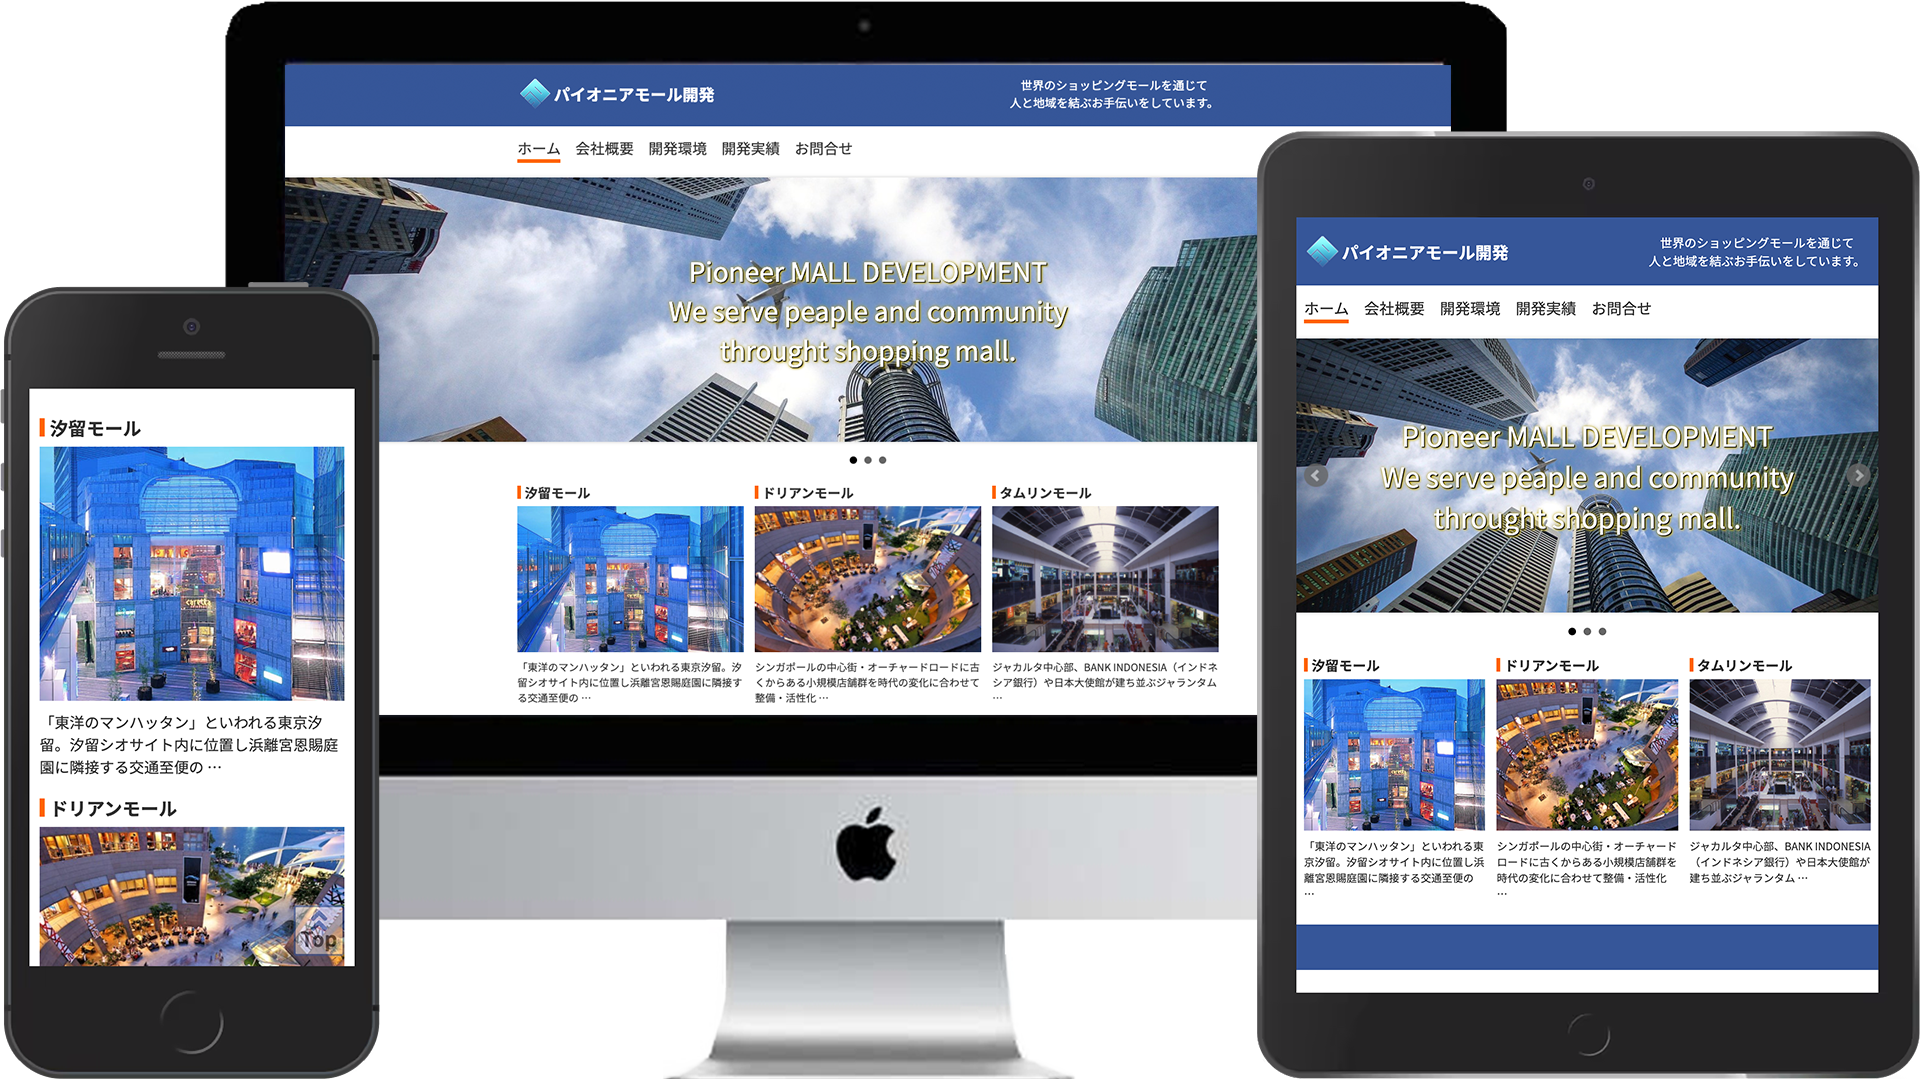 パイオニアモール開発
世界のショッピングモールを通じて
人と地域を結ぶお手伝いをしています。
ホーム 会社概要 開発環境 開発実績 お問合せ
Pioneer MALL DEVELOPMENT
We serve peaple and community
throught shopping mall.
汐留モール
「東洋のマンハッタン」といわれる東京汐留。汐
留シオサイト内に位置し浜離宮恩賜庭園に隣接す
る交通至便の …
ドリアンモール
シンガポールの中心街・オーチャードロードに古
くからある小規模店舗群を時代の変化に合わせて
整備・活性化 …
タムリンモール
ジャカルタ中心部、BANK INDONESIA（インドネ
シア銀行）や日本大使館が建ち並ぶジャランタム
…
汐留モール
caretta
「東洋のマンハッタン」といわれる東京汐
留。汐留シオサイト内に位置し浜離宮恩賜庭
園に隣接する交通至便の …
ドリアンモール
Top
パイオニアモール開発
世界のショッピングモールを通じて
人と地域を結ぶお手伝いをしています。
ホーム 会社概要 開発環境 開発実績 お問合せ
Pioneer MALL DEVELOPMENT
We serve peaple and community
throught shopping mall.
汐留モール
「東洋のマンハッタン」といわれる東
京汐留。汐留シオサイト内に位置し浜
離宮恩賜庭園に隣接する交通至便の
…
ドリアンモール
シンガポールの中心街・オーチャード
ロードに古くからある小規模店舗群を
時代の変化に合わせて整備・活性化
…
タムリンモール
ジャカルタ中心部、BANK INDONESIA
（インドネシア銀行）や日本大使館が
建ち並ぶジャランタム …